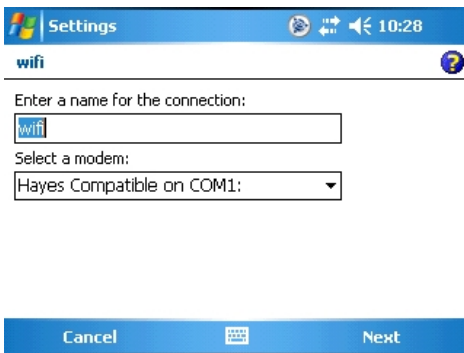 Settings
10:28
wifi
Enter a name for the connection:
wifi
Select a modem:
Hayes Compatible on COM1:
Cancel
Next